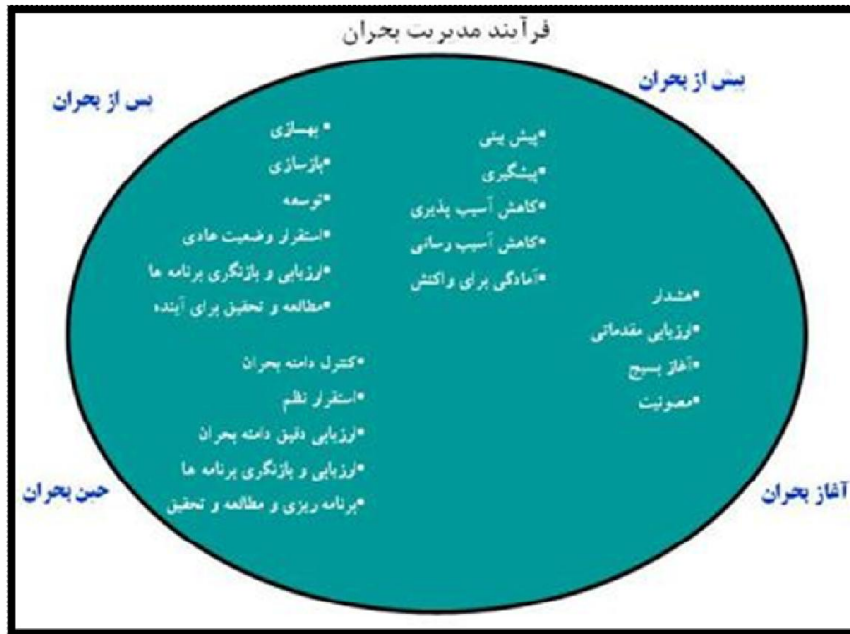 فرآیند مدیریت بحران
پیش از بحران
▪پیش بینی
▪پیشگیری
▪کاهش آسیب پذیری
▪کاهش آسیب رسانی
▪آمادگی برای واکنش
آغاز بحران
▪هشدار
▪ارزیابی مقدماتی
▪آغاز بسیج
▪مصونیت
حین بحران
▪کنترل دامنه بحران
▪استقرار نظم
▪ارزیابی دقیق دامنه بحران
▪ارزیابی و بازنگری برنامه ها
▪برنامه ریزی و مطالعه و تحقیق
پس از بحران
▪ بهسازی
▪بازسازی
▪توسعه
▪استقرار وضعیت عادی
▪ارزیابی و بازنگری برنامه ها
▪مطالعه و تحقیق برای آینده